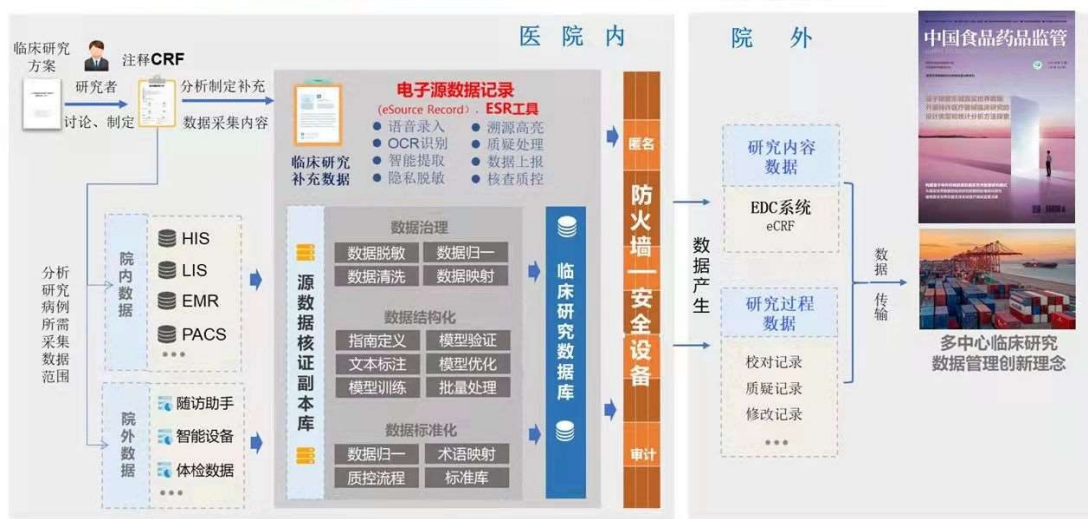 医院内
院外
临床研究
方案
注释CRF
研究者
讨论、制定
分析制定补充
数据采集内容
电子源数据记录
(eSource Record)、ESR工具
语音录入
OCR识别
智能提取
隐私脱敏
溯源高亮
质疑处理
数据上报
核查质控
临床研究
补充数据
分析研究病例所需采集数据范围
院内数据
HIS
LIS
EMR
PACS
院外数据
随访助手
智能设备
体检数据
源数据核证副本库
数据治理
数据脱敏
数据归一
数据清洗
数据映射
数据结构化
指南定义
模型验证
文本标注
模型优化
模型训练
批量处理
数据标准化
数据归一
术语映射
质控流程
标准库
临床研究数据库
匿名
防火墙—安全设备
审计
数据产生
研究内容
数据
EDC系统
eCRF
研究过程
数据
校对记录
质疑记录
修改记录
数据传输
中国食品药品监管
多中心临床研究
数据管理创新理念